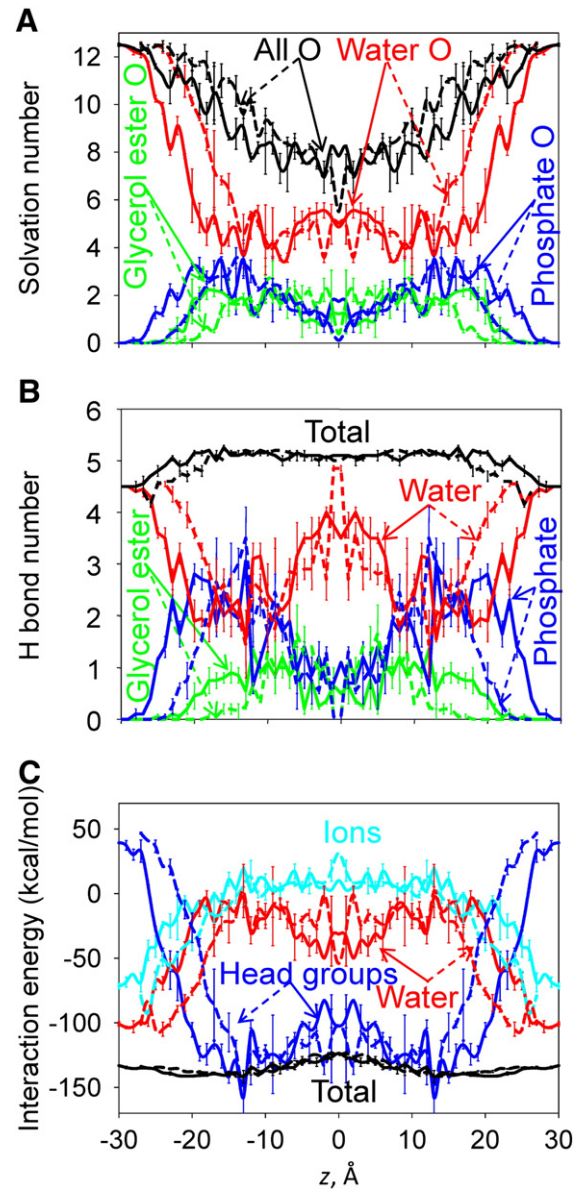 A
12
10
8
6
4
2
0
Solvation number
Glycerol ester O
All O
Water O
Phosphate O
B
6
5
4
3
2
1
0
H bond number
Total
Water
Glycerol ester
Phosphate
C
50
0
-50
-100
-150
Interaction energy (kcal/mol)
Ions
Head groups
Water
Total
-30 -20 -10 0 10 20 30
z, Å